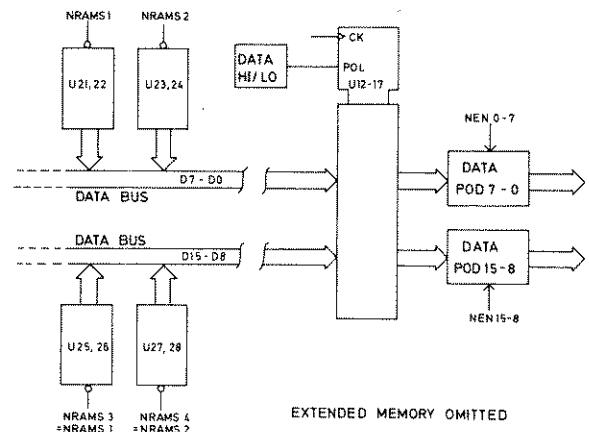 NRAMS1
NRAMS 2
U21, 22
U23, 24
DATA
HI/LO
CK
POL
U12-17
NEN 0-7
D7 - D0
DATA BUS
DATA
POD 7 - 0
DATA BUS
D15 - D8
DATA
POD 15-8
NEN 15-8
U25, 26
U27, 28
NRAMS 3
=NRAMS 1
NRAMS 4
=NRAMS 2
EXTENDED MEMORY OMITTED